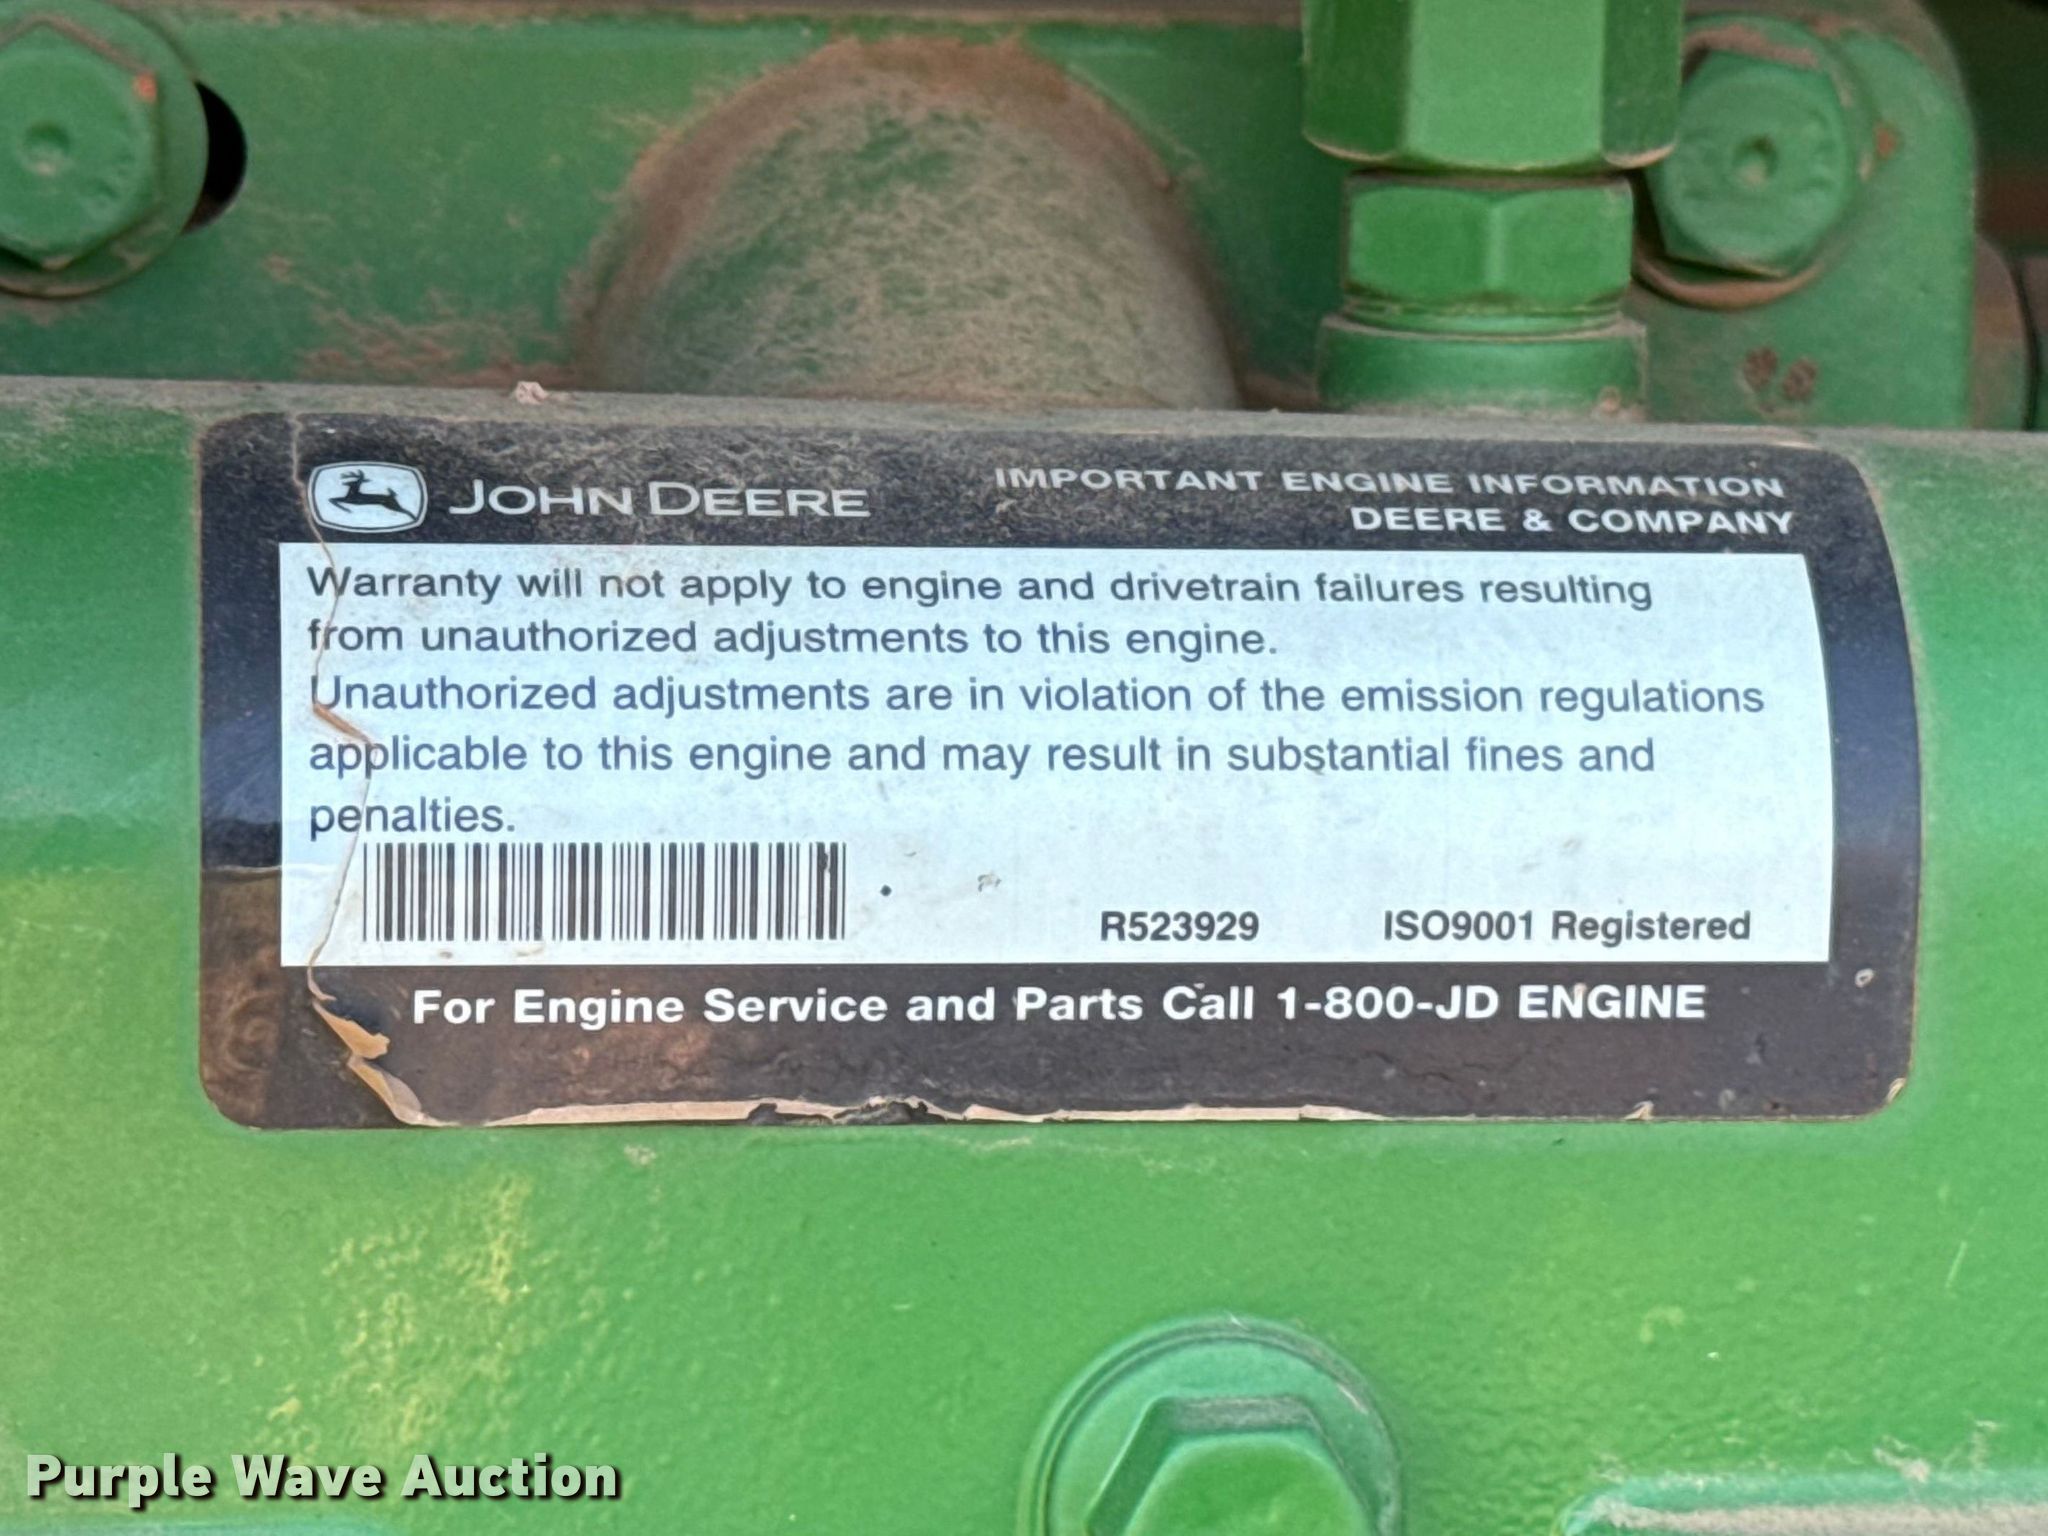 JOHN DEERE
IMPORTANT ENGINE INFORMATION
DEERE & COMPANY
Warranty will not apply to engine and drivetrain failures resulting
from unauthorized adjustments to this engine.
Unauthorized adjustments are in violation of the emission regulations
applicable to this engine and may result in substantial fines and
penalties.
R523929 ISO9001 Registered
For Engine Service and Parts Call 1-800-JD ENGINE
Purple Wave Auction